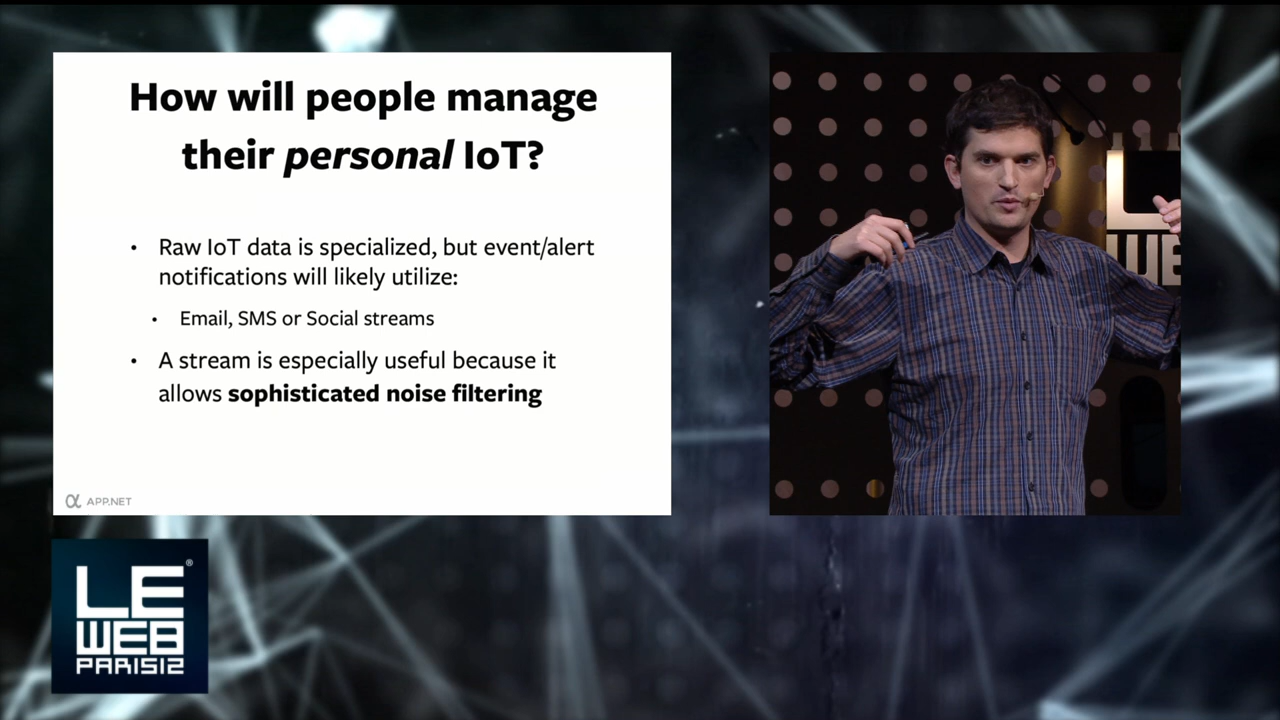 How will people manage
their personal IoT?
• Raw IoT data is specialized, but event/alert
notifications will likely utilize:
• Email, SMS or Social streams
• A stream is especially useful because it
allows sophisticated noise filtering
APP.NET
LE
WEB
PARIS12